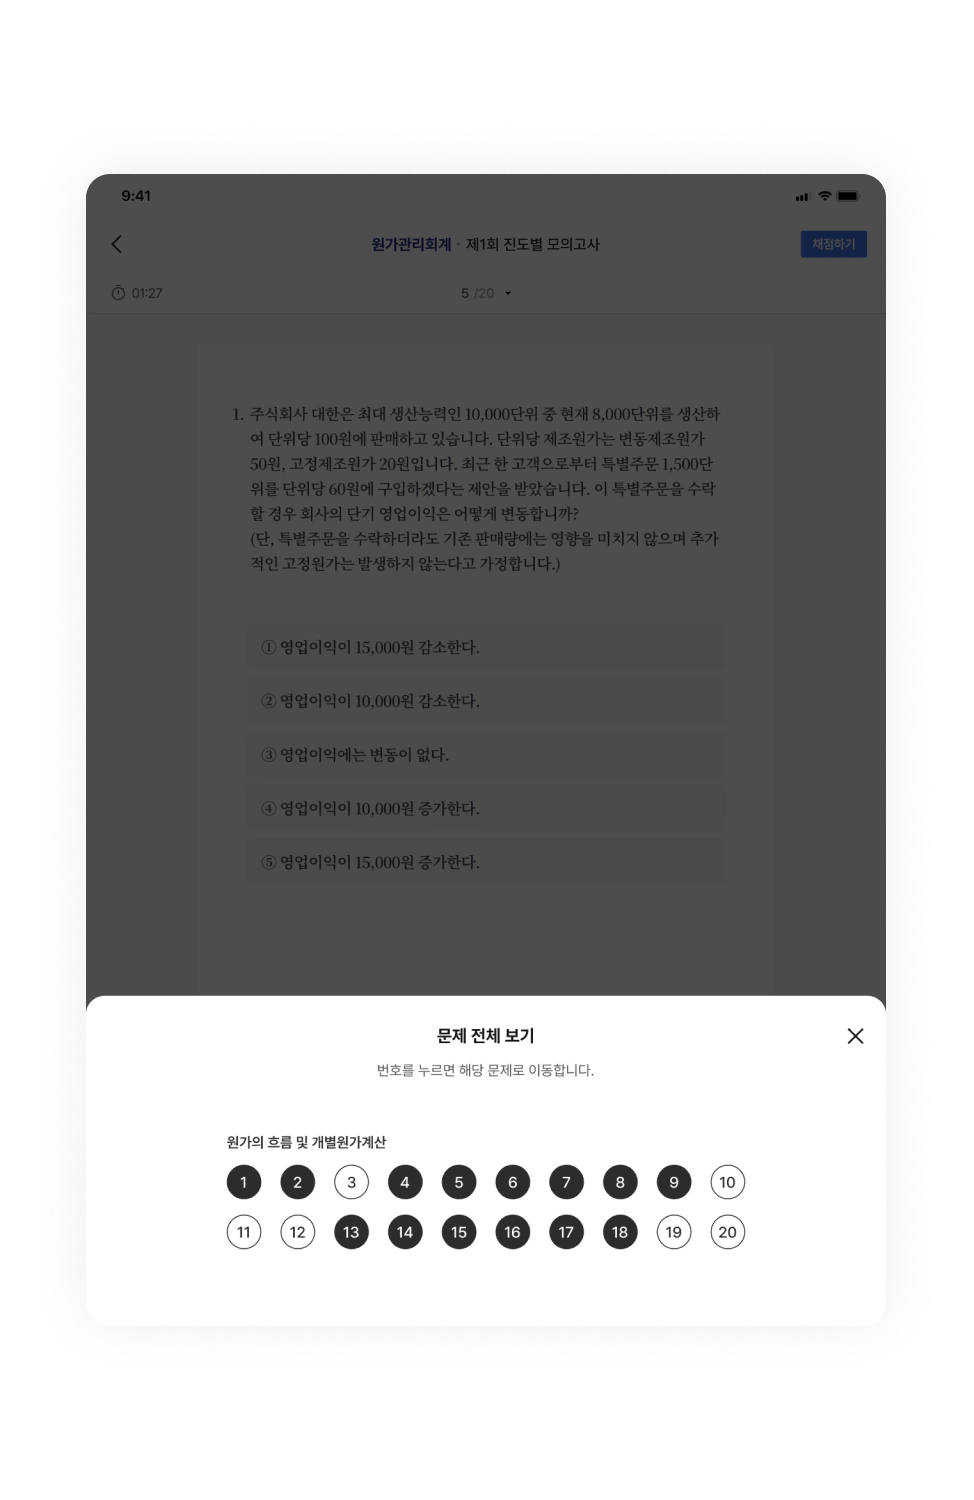 9:41
원가관리회계 · 제1회 진도별 모의고사
채점하기
01:27
5 /20
1. 주식회사 대한은 최대 생산능력인 10,000단위 중 현재 8,000단위를 생산하
여 단위당 100원에 판매하고 있습니다. 단위당 제조원가는 변동제조원가
50원, 고정제조원가 20원입니다. 최근 한 고객으로부터 특별주문 1,500단
위를 단위당 60원에 구입하겠다는 제안을 받았습니다. 이 특별주문을 수락
할 경우 회사의 단기 영업이익은 어떻게 변동합니까?
(단, 특별주문을 수락하더라도 기존 판매량에는 영향을 미치지 않으며 추가
적인 고정원가는 발생하지 않는다고 가정합니다.)
① 영업이익이 15,000원 감소한다.
② 영업이익이 10,000원 감소한다.
③ 영업이익에는 변동이 없다.
④ 영업이익이 10,000원 증가한다.
⑤ 영업이익이 15,000원 증가한다.
문제 전체 보기
번호를 누르면 해당 문제로 이동합니다.
원가의 흐름 및 개별원가계산
1 2 3 4 5 6 7 8 9 10
11 12 13 14 15 16 17 18 19 20